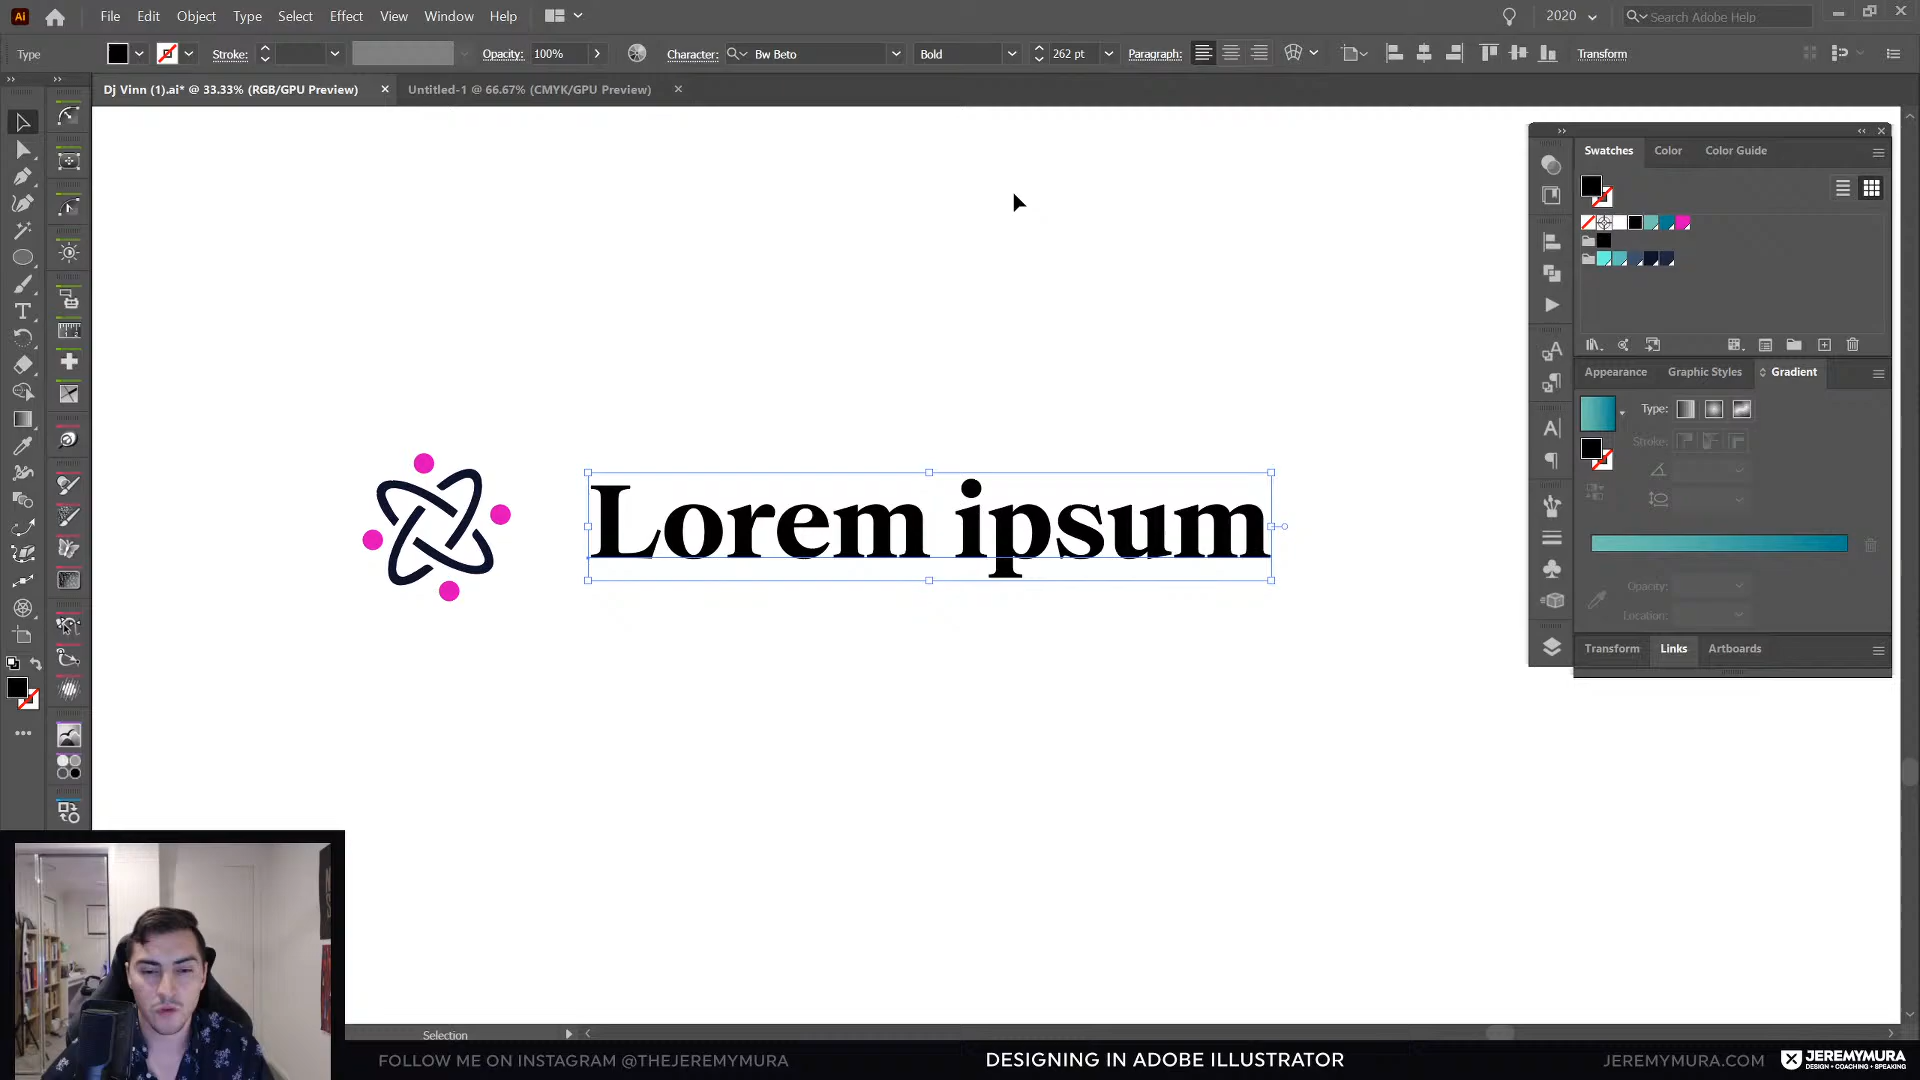 Ai File Edit Object Type Select Effect View Window Help 2020 Search Adobe Help
Type Stroke: Opacity: 100% Character: Bw Beto Bold 262 pt Paragraph: Transform
Dj Vinn (1).ai* @ 33.33% (RGB/GPU Preview) Untitled-1 @ 66.67% (CMYK/GPU Preview)
Swatches Color Color Guide
Appearance Graphic Styles Gradient
Type:
Stroke:
Opacity:
Location:
Transform Links Artboards
Lorem ipsum
Selection
FOLLOW ME ON INSTAGRAM @THEJEREMYMURA DESIGNING IN ADOBE ILLUSTRATOR JEREMYMURA.COM JEREMYMURA
DESIGN • COACHING • SPEAKING